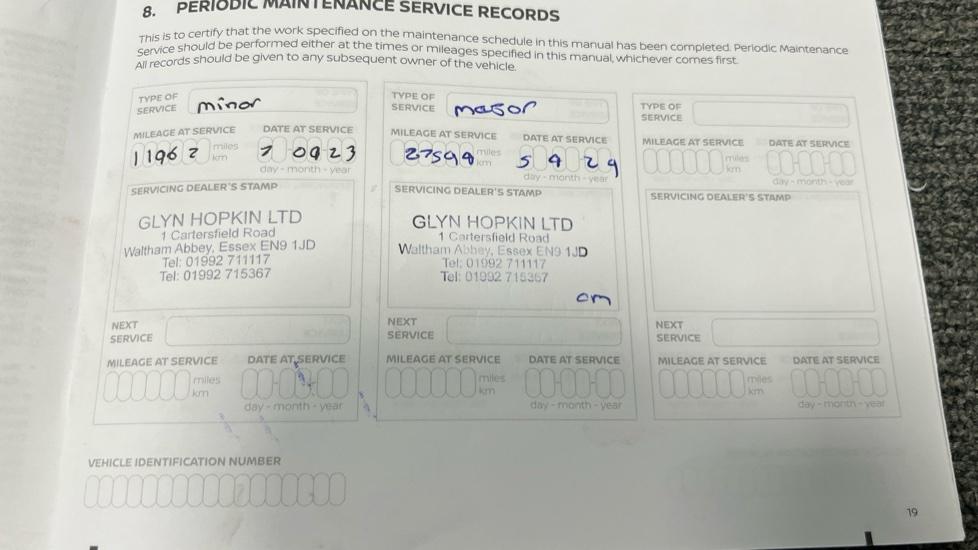 8. PERIODIC MAINTENANCE SERVICE RECORDS
This is to certify that the work specified on the maintenance schedule in this manual has been completed. Periodic Maintenance
Service should be performed either at the times or mileages specified in this manual, whichever comes first.
All records should be given to any subsequent owner of the vehicle.
TYPE OF
SERVICE
minor
MILEAGE AT SERVICE
DATE AT SERVICE
11962
miles
km
7 09 23
day - month - year
SERVICING DEALER'S STAMP
GLYN HOPKIN LTD
1 Cartersfield Road
Waltham Abbey, Essex EN9 1JD
Tel: 01992 711117
Tel: 01992 715367
NEXT
SERVICE
MILEAGE AT SERVICE
DATE AT SERVICE
miles
km
day - month - year
TYPE OF
SERVICE
major
MILEAGE AT SERVICE
DATE AT SERVICE
miles
km
day - month - year
SERVICING DEALER'S STAMP
GLYN HOPKIN LTD
1 Cartersfield Road
Waltham Abbey, Essex EN9 1JD
Tel: 01992 711117
Tel: 01992 715367
NEXT
SERVICE
MILEAGE AT SERVICE
DATE AT SERVICE
miles
km
day - month - year
TYPE OF
SERVICE
MILEAGE AT SERVICE
DATE AT SERVICE
miles
km
day - month - year
SERVICING DEALER'S STAMP
NEXT
SERVICE
MILEAGE AT SERVICE
DATE AT SERVICE
miles
km
day - month - year
VEHICLE IDENTIFICATION NUMBER
19